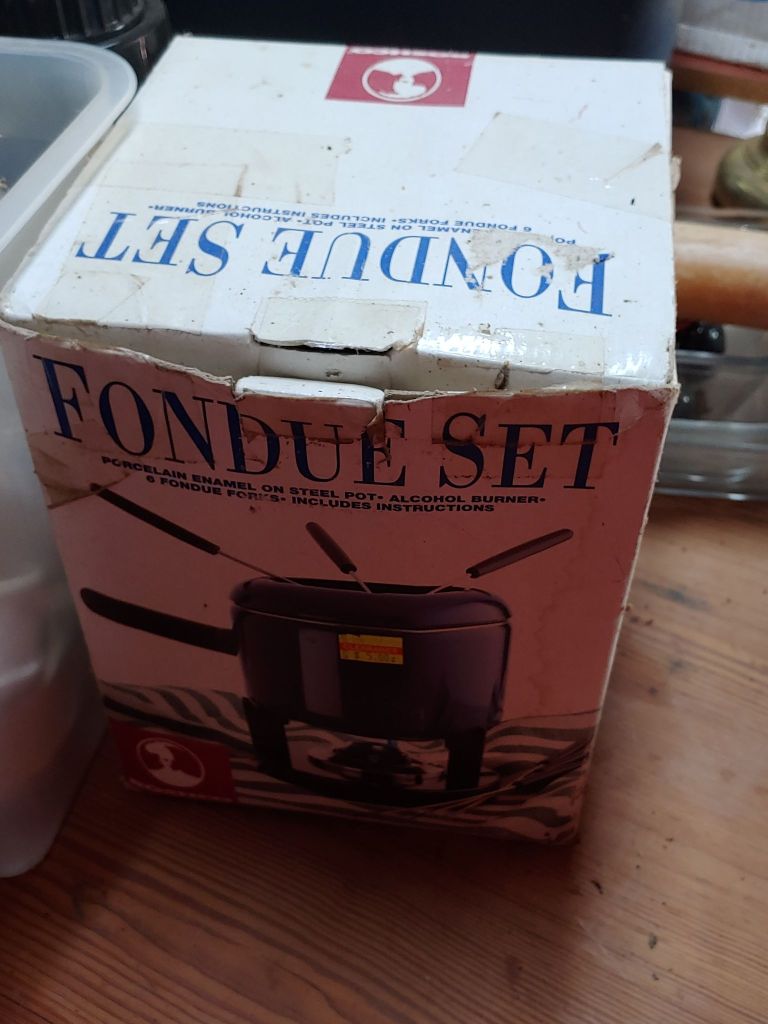 FONDUE SET
ENAMEL ON STEEL POT• ALCOHOL BURNER•
6 FONDUE FORKS• INCLUDES INSTRUCTIONS
FONDUE SET
PORCELAIN ENAMEL ON STEEL POT• ALCOHOL BURNER•
6 FONDUE FORKS• INCLUDES INSTRUCTIONS
CLEARANCE